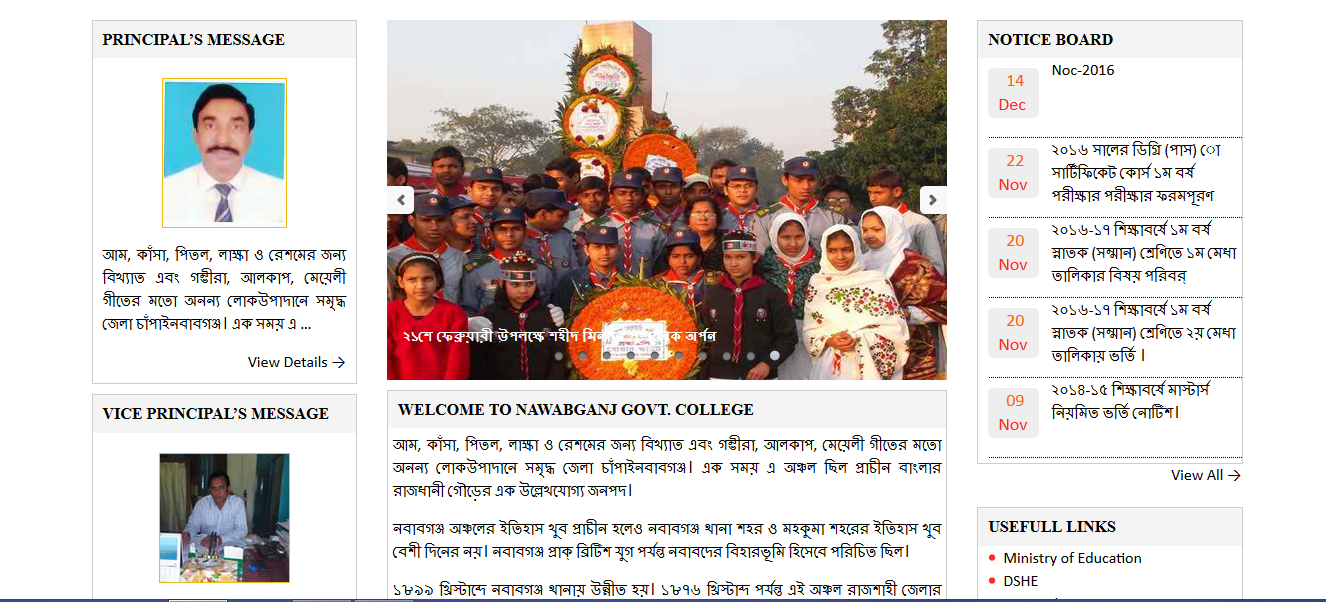 PRINCIPAL'S MESSAGE
আম, কাঁসা, পিতল, লাক্ষা ও রেশমের জন্য
বিখ্যাত এবং গম্ভীরা, আলকাপ, মেয়েলী
গীতের মতো অনন্য লোকউপাদানে সমৃদ্ধ
জেলা চাঁপাইনবাবগঞ্জ। এক সময় এ ...
View Details →
VICE PRINCIPAL'S MESSAGE
২১শে ফেব্রুয়ারী উপলক্ষে শহীদ
অর্পন
WELCOME TO NAWABGANJ GOVT. COLLEGE
আম, কাঁসা, পিতল, লাক্ষা ও রেশমের জন্য বিখ্যাত এবং গম্ভীরা, আলকাপ, মেয়েলী গীতের মতো
অনন্য লোকউপাদানে সমৃদ্ধ জেলা চাঁপাইনবাবগঞ্জ। এক সময় এ অঞ্চল ছিল প্রাচীন বাংলার
রাজধানী গৌড়ের এক উল্লেখযোগ্য জনপদ।
নবাবগঞ্জ অঞ্চলের ইতিহাস খুব প্রাচীন হলেও নবাবগঞ্জ থানা শহর ও মহকুমা শহরের ইতিহাস খুব
বেশী দিনের নয়। নবাবগঞ্জ প্রাক্ ব্রিটিশ যুগ পর্যন্ত নবাবদের বিহারভূমি হিসেবে পরিচিত ছিল।
১৮৯৯ খ্রিস্টাব্দে নবাবগঞ্জ থানায় উন্নীত হয়। ১৮৭৬ খ্রিস্টাব্দ পর্যন্ত এই অঞ্চল রাজশাহী জেলার
NOTICE BOARD
14
Dec
Noc-2016
22
Nov
২০১৬ সালের ডিগ্রি (পাস) ো
সার্টিফিকেট কোর্স ১ম বর্ষ
পরীক্ষার পরীক্ষার ফরমপূরণ
20
Nov
২০১৬-১৭ শিক্ষাবর্ষে ১ম বর্ষ
স্নাতক (সম্মান) শ্রেণিতে ১ম মেধা
তালিকার বিষয় পরিবর্
20
Nov
২০১৬-১৭ শিক্ষাবর্ষে ১ম বর্ষ
স্নাতক (সম্মান) শ্রেণিতে ২য় মেধা
তালিকায় ভর্তি ।
09
Nov
২০১৪-১৫ শিক্ষাবর্ষে মাস্টার্স
নিয়মিত ভর্তি নোটিশ।
View All →
USEFULL LINKS
Ministry of Education
DSHE